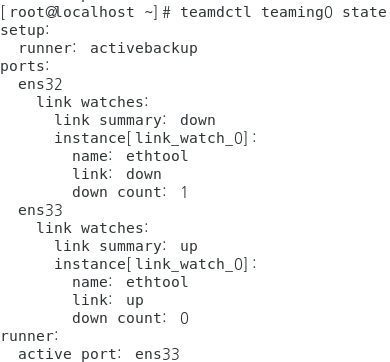 [root@localhost ~]# teamdctl teaming0 state
setup:
  runner: activebackup
ports:
  ens32
    link watches:
      link summary: down
      instance[link_watch_0]:
        name: ethtool
        link: down
        down count: 1
  ens33
    link watches:
      link summary: up
      instance[link_watch_0]:
        name: ethtool
        link: up
        down count: 0
runner:
  active port: ens33